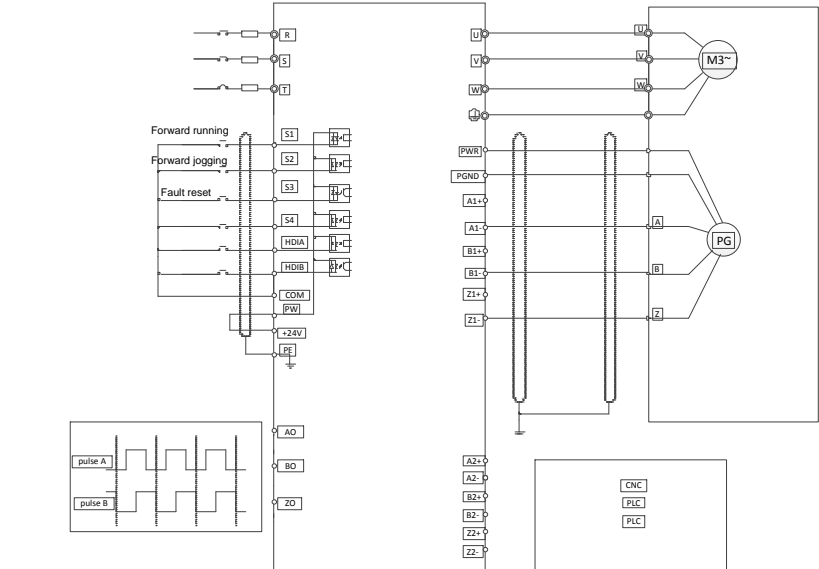 R
S
T
U
V
W
U
V
W
M3~
Forward running
S1
Forward jogging
S2
Fault reset
S3
S4
HDIA
HDIB
COM
PW
+24V
PE
PWR
PGND
A1+
A1-
B1+
B1-
Z1+
Z1-
A
B
Z
PG
pulse A
pulse B
AO
BO
ZO
A2+
A2-
B2+
B2-
Z2+
Z2-
CNC
PLC
PLC